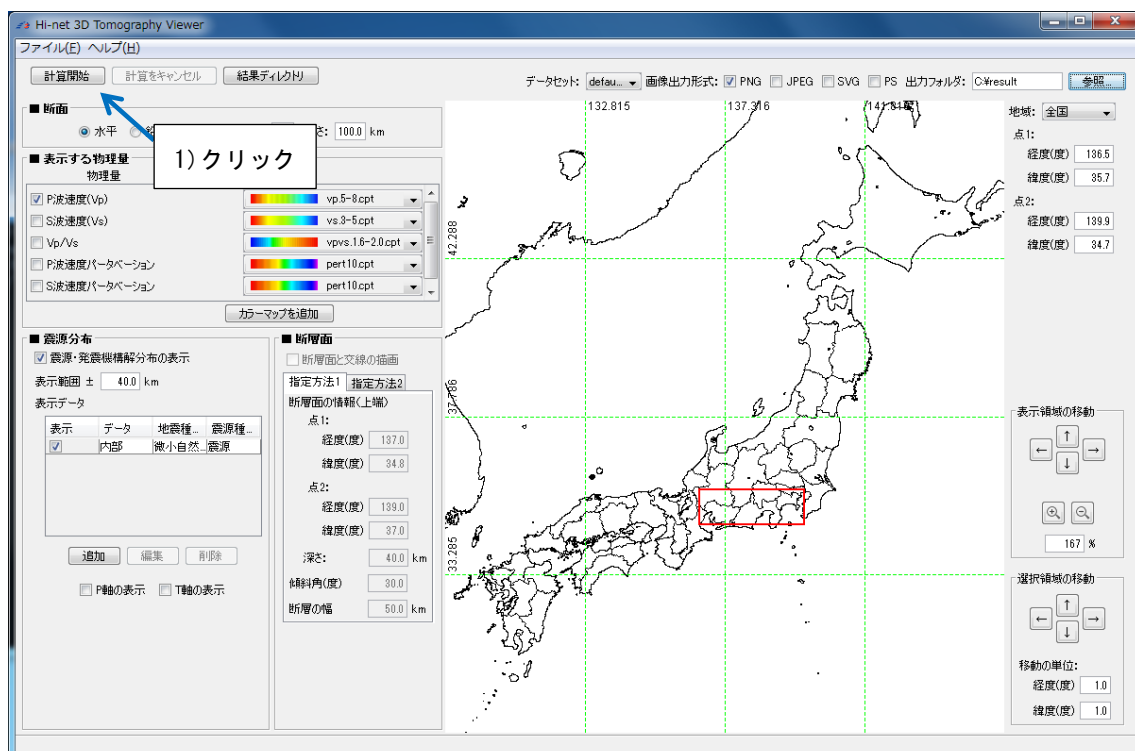 Hi-net 3D Tomography Viewer
ファイル(F) ヘルプ(H)
計算開始 計算をキャンセル 結果ディレクトリ
データセット: defau... 画像出力形式: PNG JPEG SVG PS 出力フォルダ: C:¥result 参照...
■ 断面
水平
さ: 100.0 km
1) クリック
■ 表示する物理量
物理量
P波速度(Vp) vp.5-8.cpt
S波速度(Vs) vs.3-5.cpt
Vp/Vs vpvs.1.6-2.0.cpt
P波速度パータベーション pert10.cpt
S波速度パータベーション pert10.cpt
カラーマップを追加
■ 震源分布
震源・発震機構解分布の表示
表示範囲 ± 40.0 km
表示データ
表示 データ 地震種... 震源種...
内部 微小自然... 震源
追加 編集 削除
P軸の表示 T軸の表示
■ 断層面
断層面と交線の描画
指定方法1 指定方法2
断層面の情報(上端)
点1:
経度(度) 137.0
緯度(度) 34.8
点2:
経度(度) 139.0
緯度(度) 37.0
深さ: 40.0 km
傾斜角(度) 30.0
断層の幅 50.0 km
132.815 137.316 141.818
42.288
37.786
33.285
地域: 全国
点1:
経度(度) 136.5
緯度(度) 35.7
点2:
経度(度) 139.9
緯度(度) 34.7
表示領域の移動
↑
← →
↓
167 %
選択領域の移動
↑
← →
↓
移動の単位:
経度(度) 1.0
緯度(度) 1.0